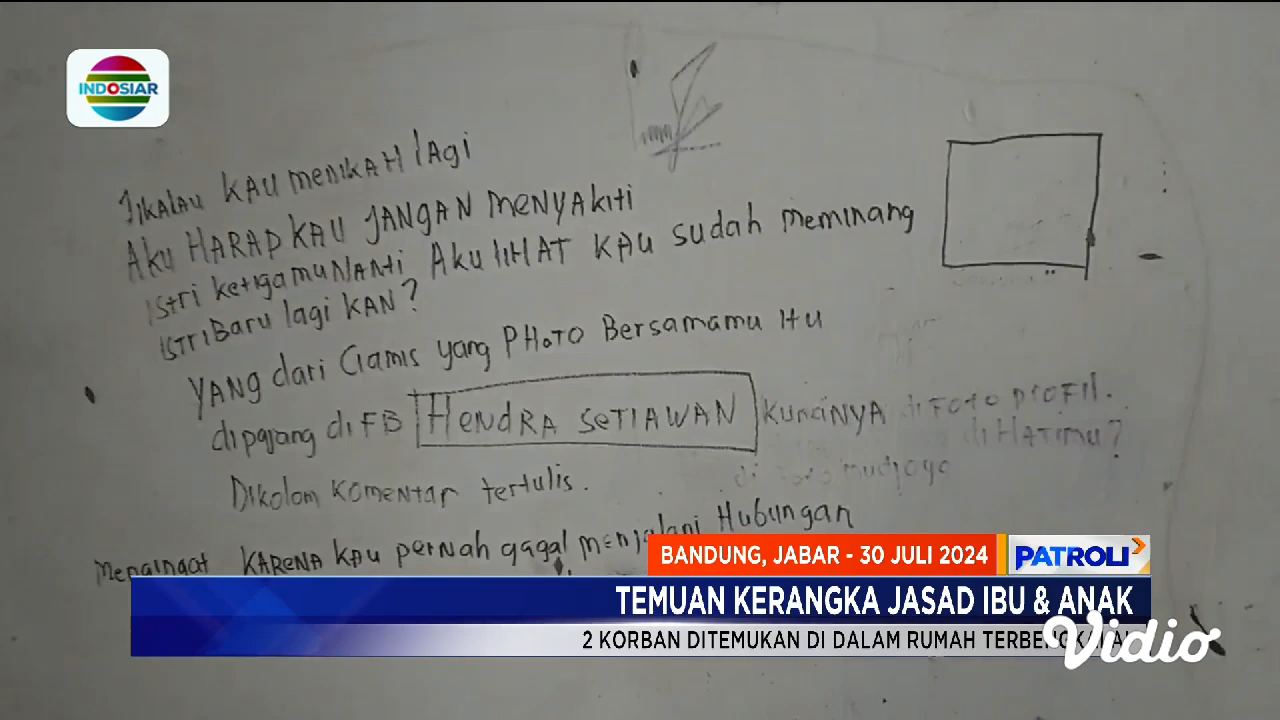 INDOSIAR
JIKALAU KAU MENIKAH lAgi
AKU HARAP KAU JANGAN MENYAKITI
istri ketigamu NANti AKU lIHAT KAU sudah meminang
istri Baru lagi KAN?
YANG dari Ciamis yang PHOTO Bersamamu Itu
dipajang di FB HENDRA SETIAWAN kuncinya di FOTO PROFIL.
di HATIMU?
DiKolom Komentar tertulis.
Mengingat KARENA KAU pernah gagal menjalani Hubungan
BANDUNG, JABAR - 30 JULI 2024
PATROLI
TEMUAN KERANGKA JASAD IBU & ANAK
2 KORBAN DITEMUKAN DI DALAM RUMAH
Vidio